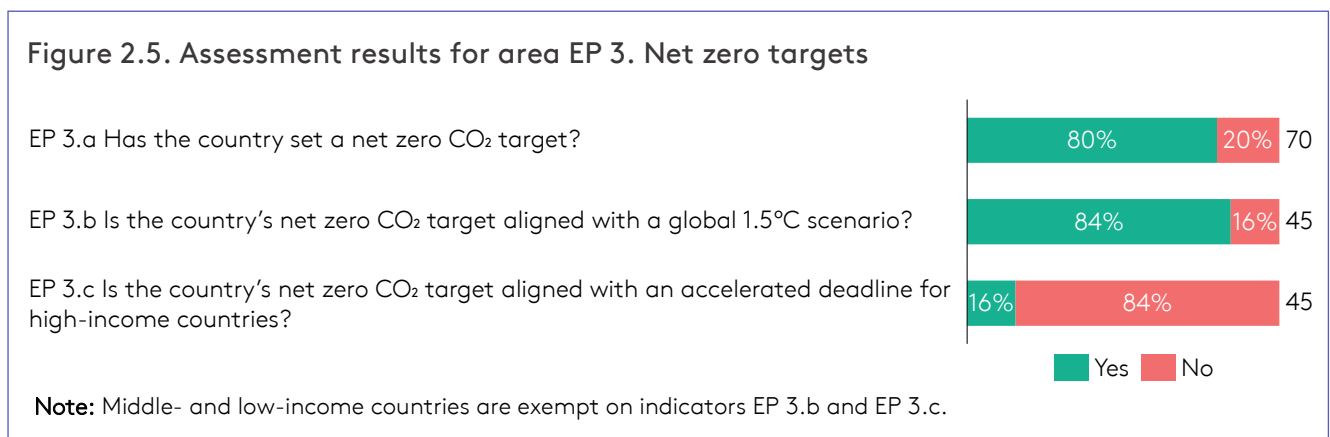 Figure 2.5. Assessment results for area EP 3. Net zero targets
EP 3.a Has the country set a net zero CO₂ target?
80% 20% 70
EP 3.b Is the country’s net zero CO₂ target aligned with a global 1.5°C scenario?
84% 16% 45
EP 3.c Is the country’s net zero CO₂ target aligned with an accelerated deadline for
high-income countries?
16% 84% 45
Yes No
Note: Middle- and low-income countries are exempt on indicators EP 3.b and EP 3.c.